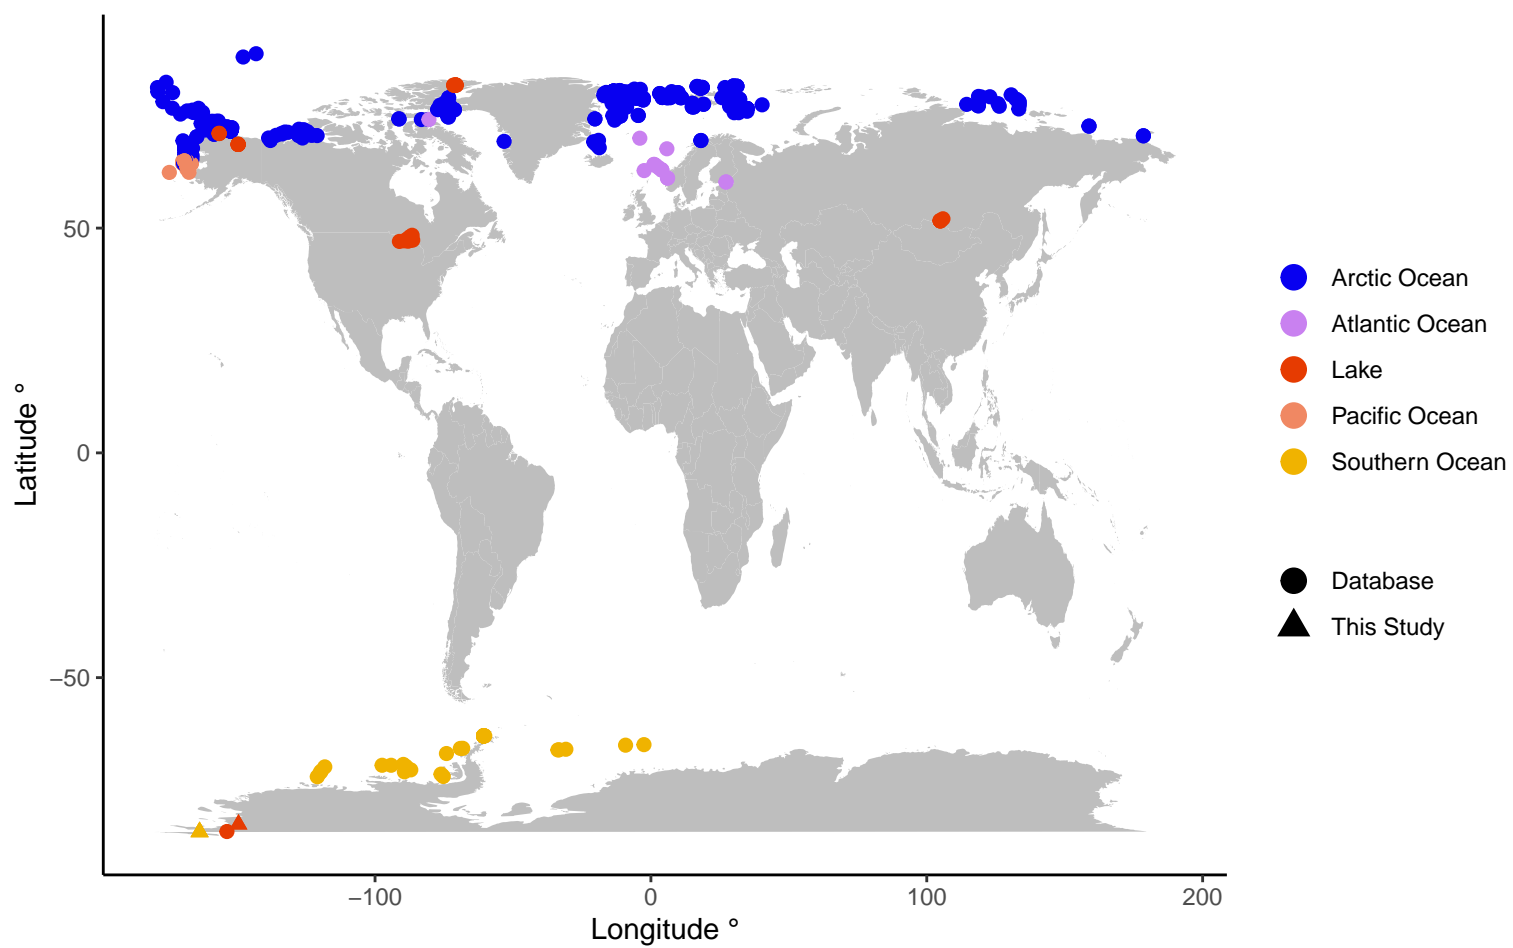 50
0
−50
Latitude °
−100
0
100
200
Longitude °
Arctic Ocean
Atlantic Ocean
Lake
Pacific Ocean
Southern Ocean
Database
This Study